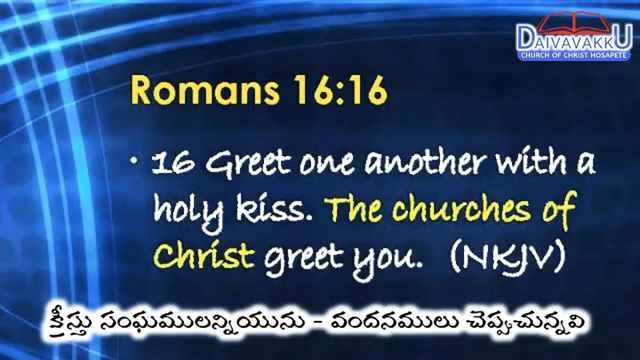 DAIVAVAKKU
CHURCH OF CHRIST HOSAPETE
Romans 16:16
• 16 Greet one another with a
holy kiss. The churches of
Christ greet you. (NKJV)
క్రీస్తు సంఘములన్నియును - వందనములు చెప్పుచున్నవి